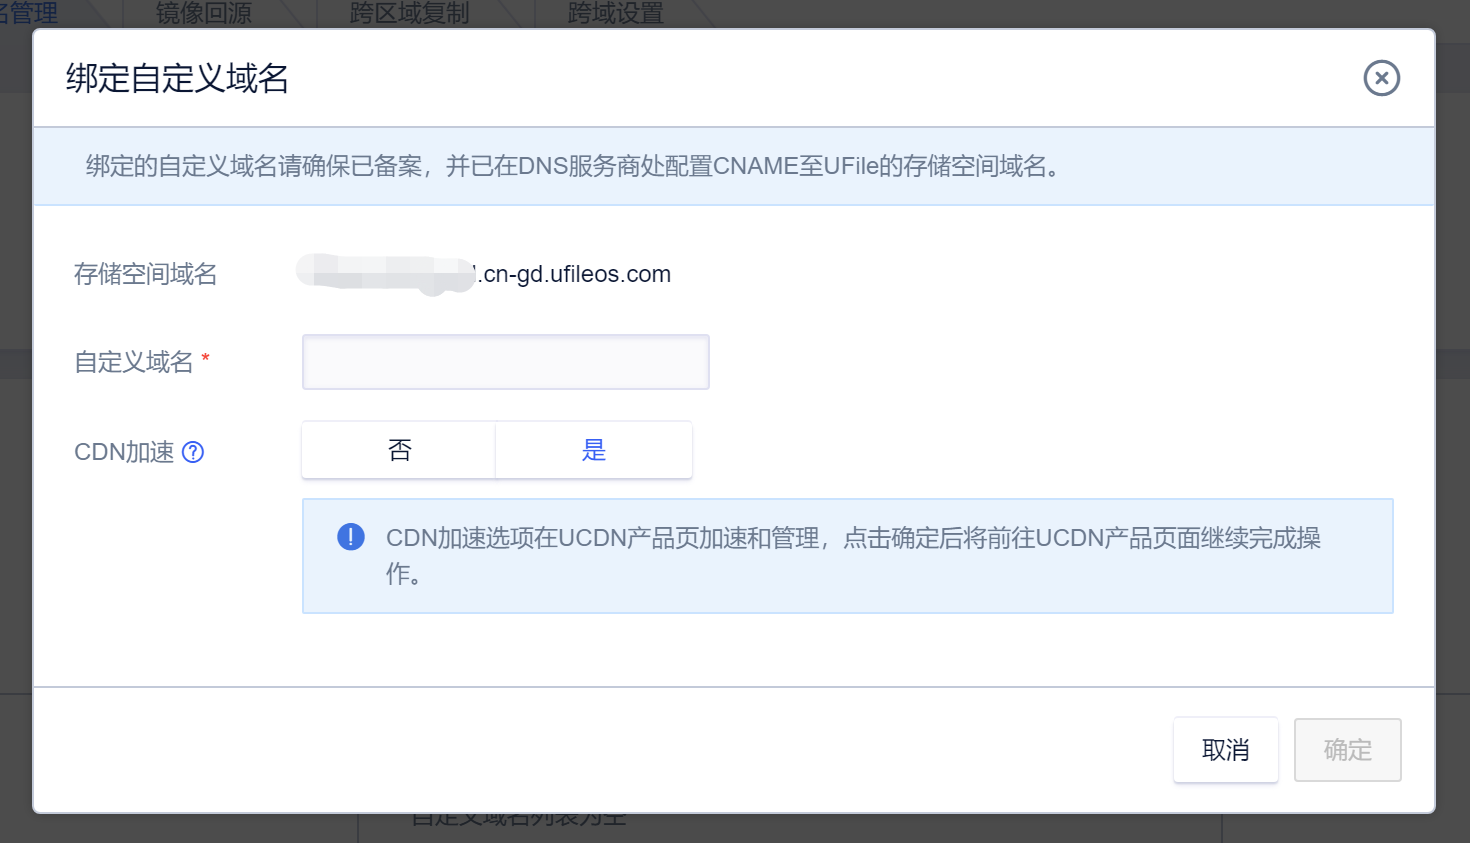 名管理
镜像回源
跨区域复制
跨域设置
绑定自定义域名
绑定的自定义域名请确保已备案，并已在DNS服务商处配置CNAME至UFile的存储空间域名。
存储空间域名
.cn-gd.ufileos.com
自定义域名 *
CDN加速 ?
否
是
! CDN加速选项在UCDN产品页加速和管理，点击确定后将前往UCDN产品页面继续完成操
作。
取消
确定
自定义域名列表为空